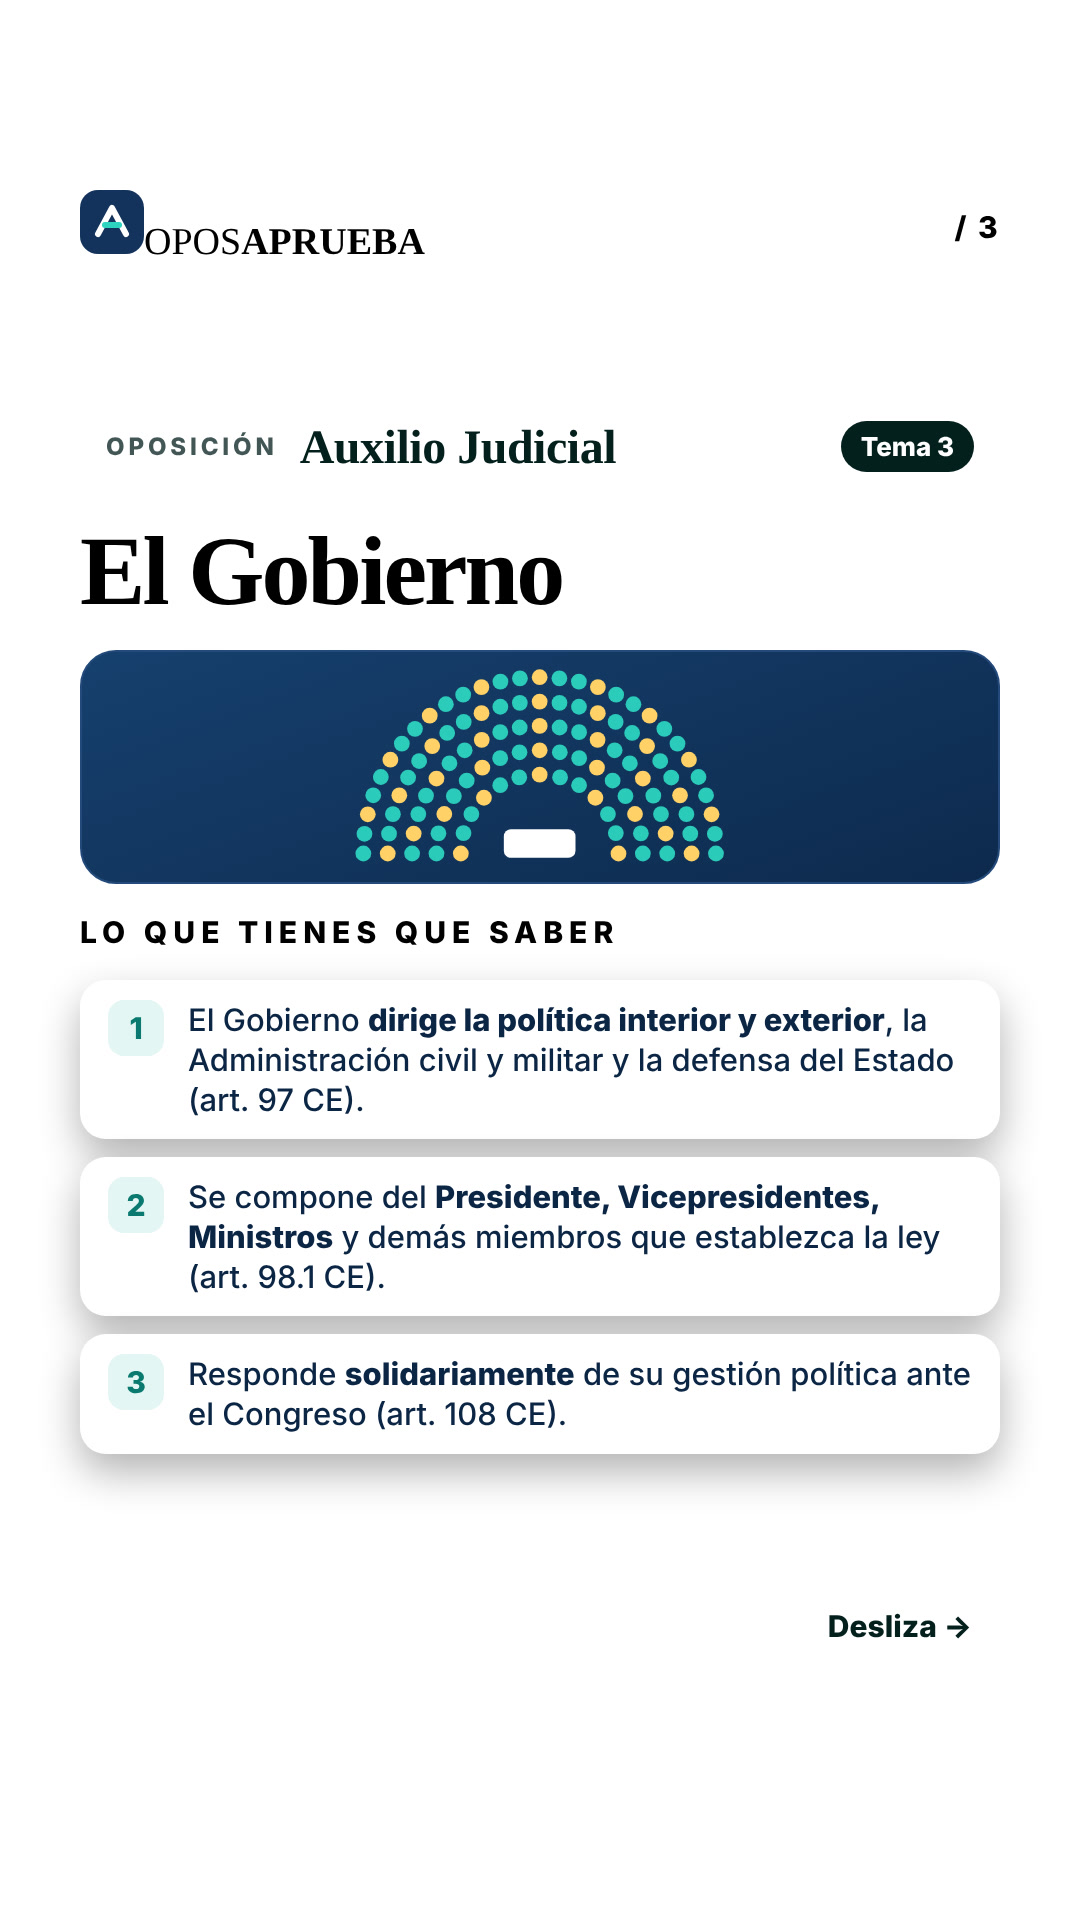 OPOSAPRUEBA
/ 3
OPOSICIÓN Auxilio Judicial Tema 3
El Gobierno
LO QUE TIENES QUE SABER
1 El Gobierno dirige la política interior y exterior, la
Administración civil y militar y la defensa del Estado
(art. 97 CE).
2 Se compone del Presidente, Vicepresidentes,
Ministros y demás miembros que establezca la ley
(art. 98.1 CE).
3 Responde solidariamente de su gestión política ante
el Congreso (art. 108 CE).
Desliza →